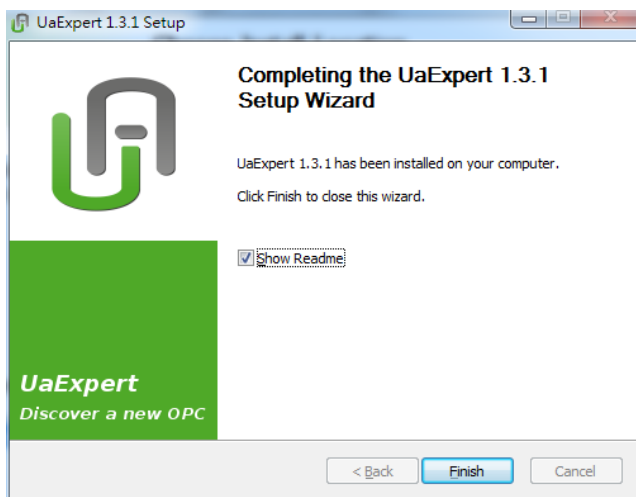 UaExpert 1.3.1 Setup
Completing the UaExpert 1.3.1
Setup Wizard
UaExpert 1.3.1 has been installed on your computer.
Click Finish to close this wizard.
Show Readme
UaExpert
Discover a new OPC
< Back
Finish
Cancel